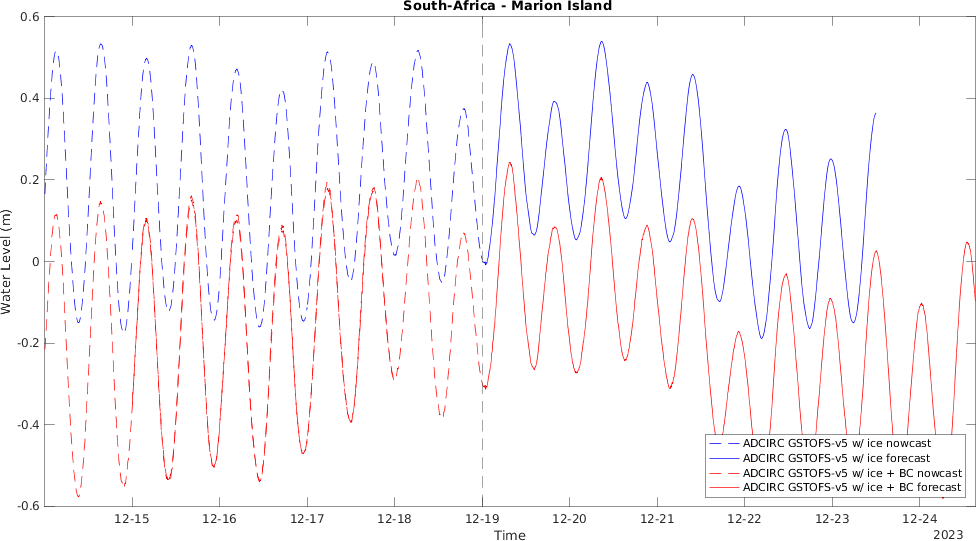 South-Africa - Marion Island
0.6
0.4
0.2
0
-0.2
-0.4
-0.6
Water Level (m)
ADCIRC GSTOFS-v5 w/ ice nowcast
ADCIRC GSTOFS-v5 w/ ice forecast
ADCIRC GSTOFS-v5 w/ ice + BC nowcast
ADCIRC GSTOFS-v5 w/ ice + BC forecast
12-15 12-16 12-17 12-18 12-19 12-20 12-21 12-22 12-23 12-24
Time
2023